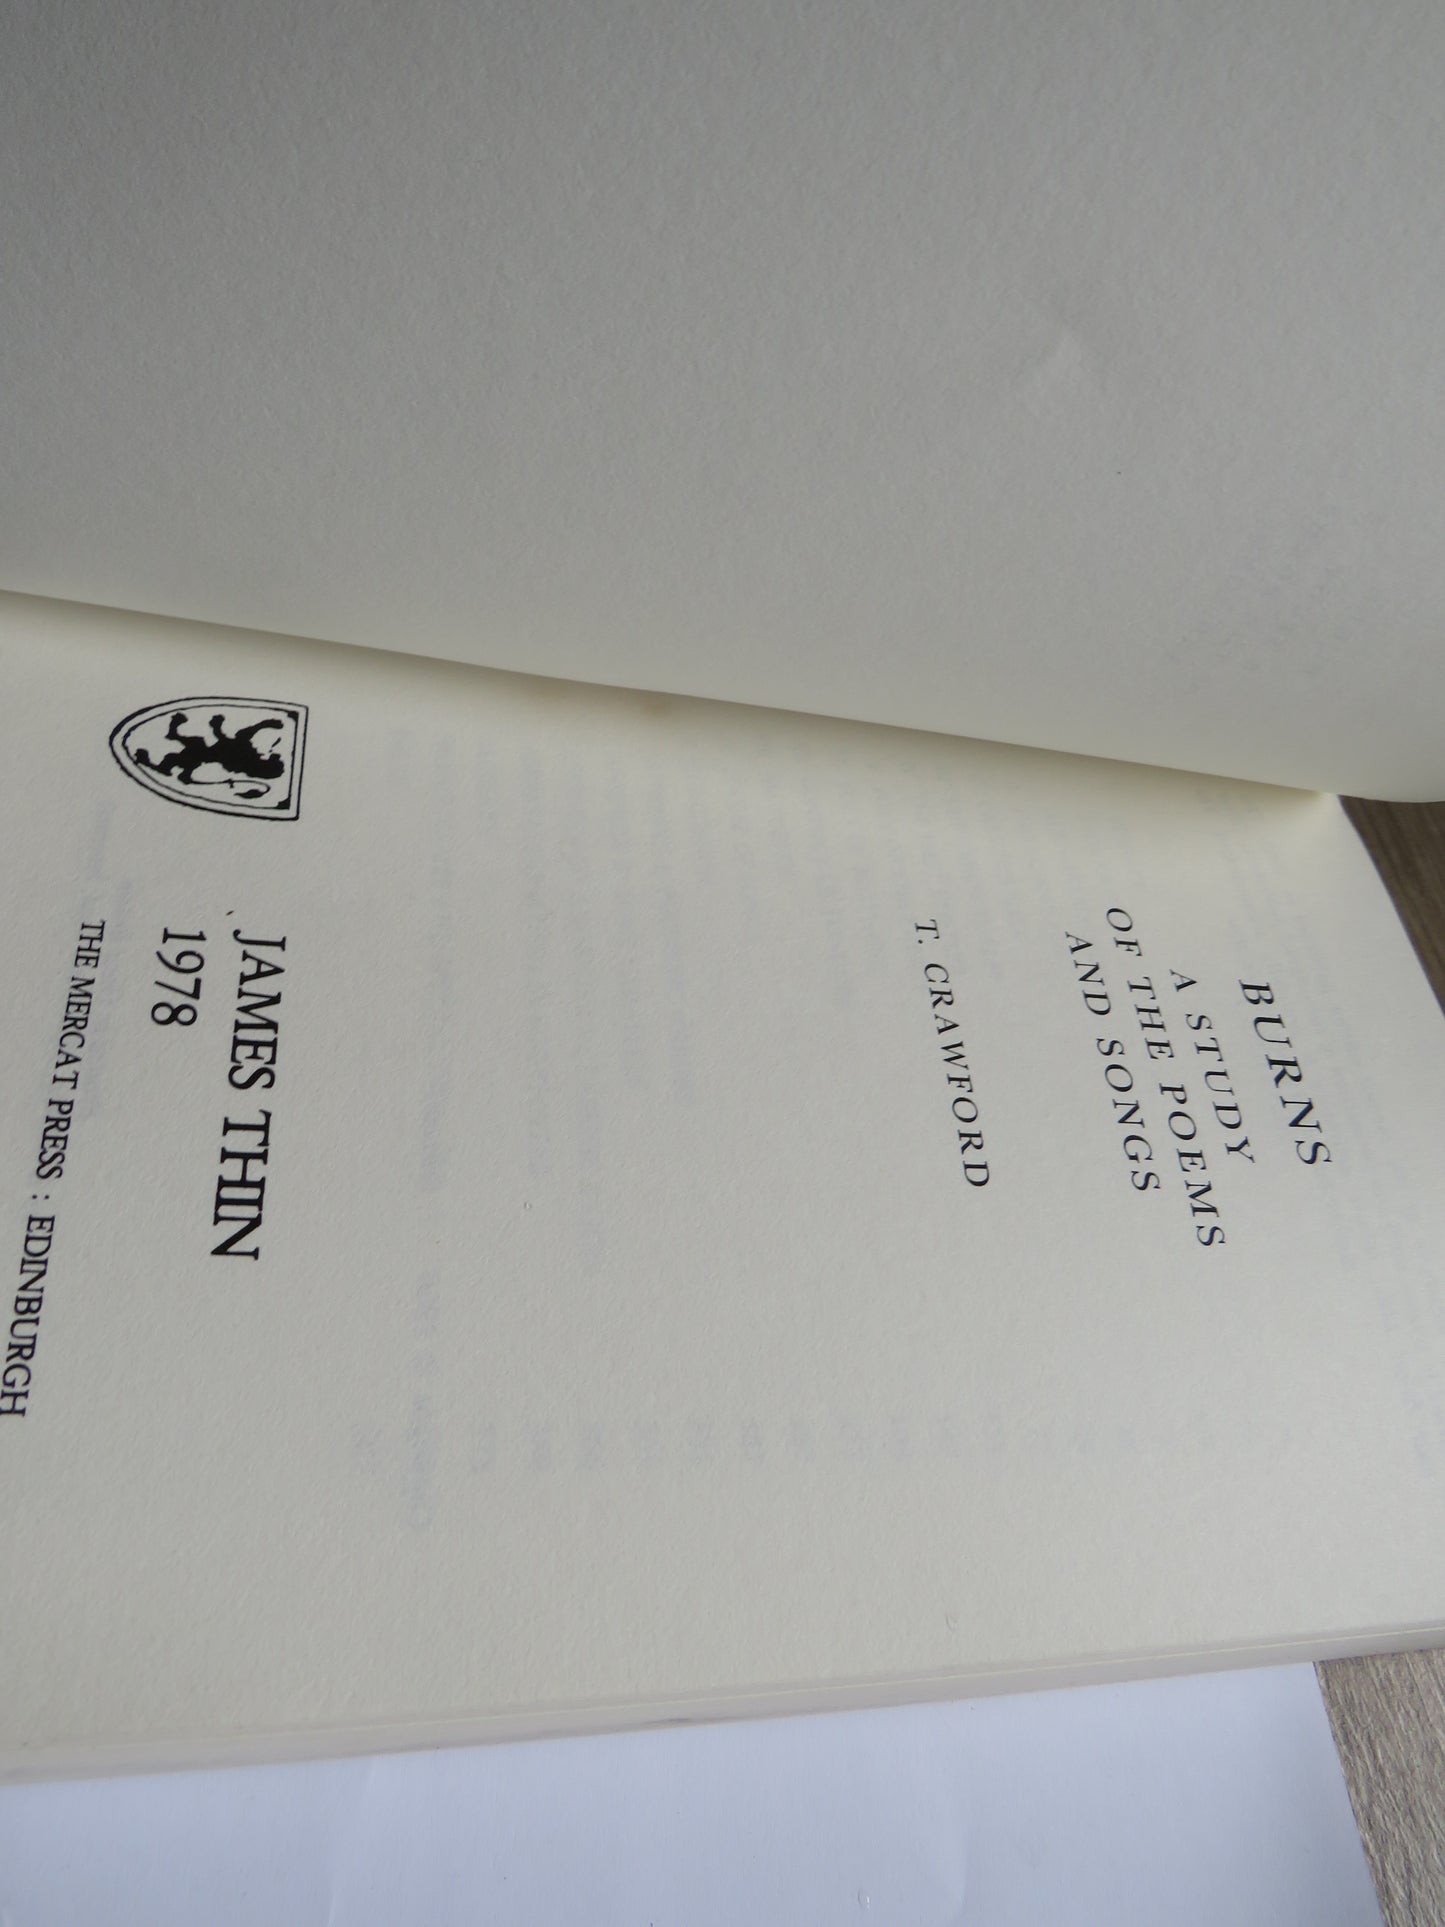 BURNS
A STUDY
OF THE POEMS
AND SONGS
T. CRAWFORD
JAMES THIN
1978
THE MERCAT PRESS : EDINBURGH